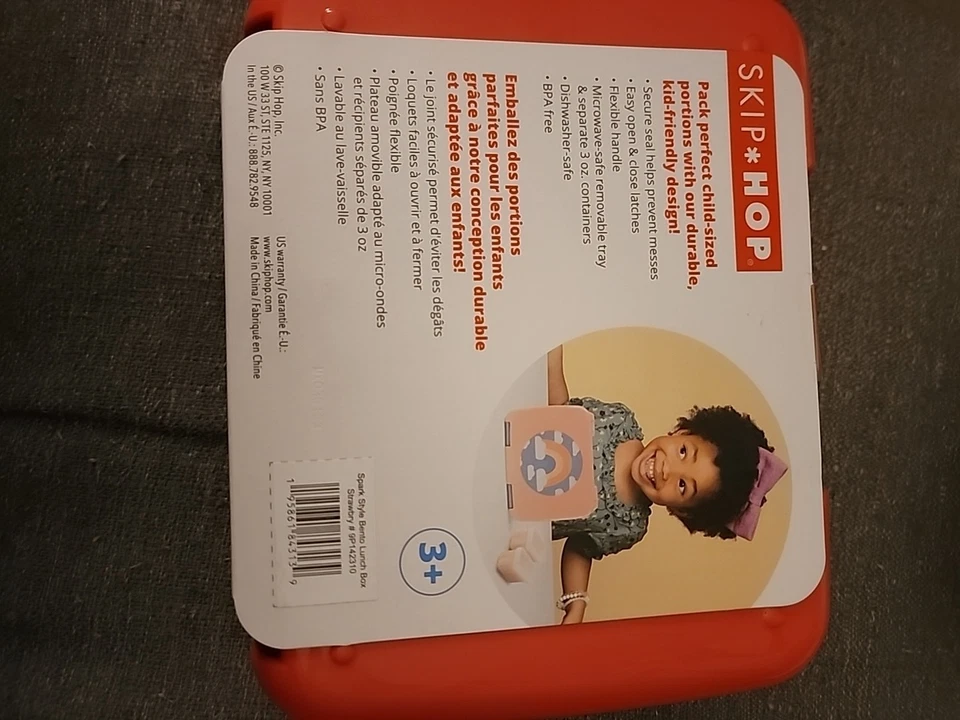 SKIP*HOP®
Pack perfect child-sized
portions with our durable,
kid-friendly design!
• Secure seal helps prevent messes
• Easy open & close latches
• Flexible handle
• Microwave-safe removable tray
& separate 3 oz. containers
• Dishwasher-safe
• BPA free
Emballez des portions
parfaites pour les enfants
grâce à notre conception durable
et adaptée aux enfants!
• Le joint sécurisé permet d'éviter les dégâts
• Loquets faciles à ouvrir et à fermer
• Poignée flexible
• Plateau amovible adapté au micro-ondes
et récipients séparés de 3 oz
• Lavable au lave-vaisselle
• Sans BPA
© Skip Hop, Inc.
100 W 33 ST, STE 1125, NY, NY 10001
In the US / Aux É.-U.: 888.782.9548
US warranty / Garantie É.-U.:
www.skiphop.com
Made in China / Fabriqué en Chine
3+
Spark Style Bento Lunch Box
Strawbry # 9P142310
1 95861 84313 9